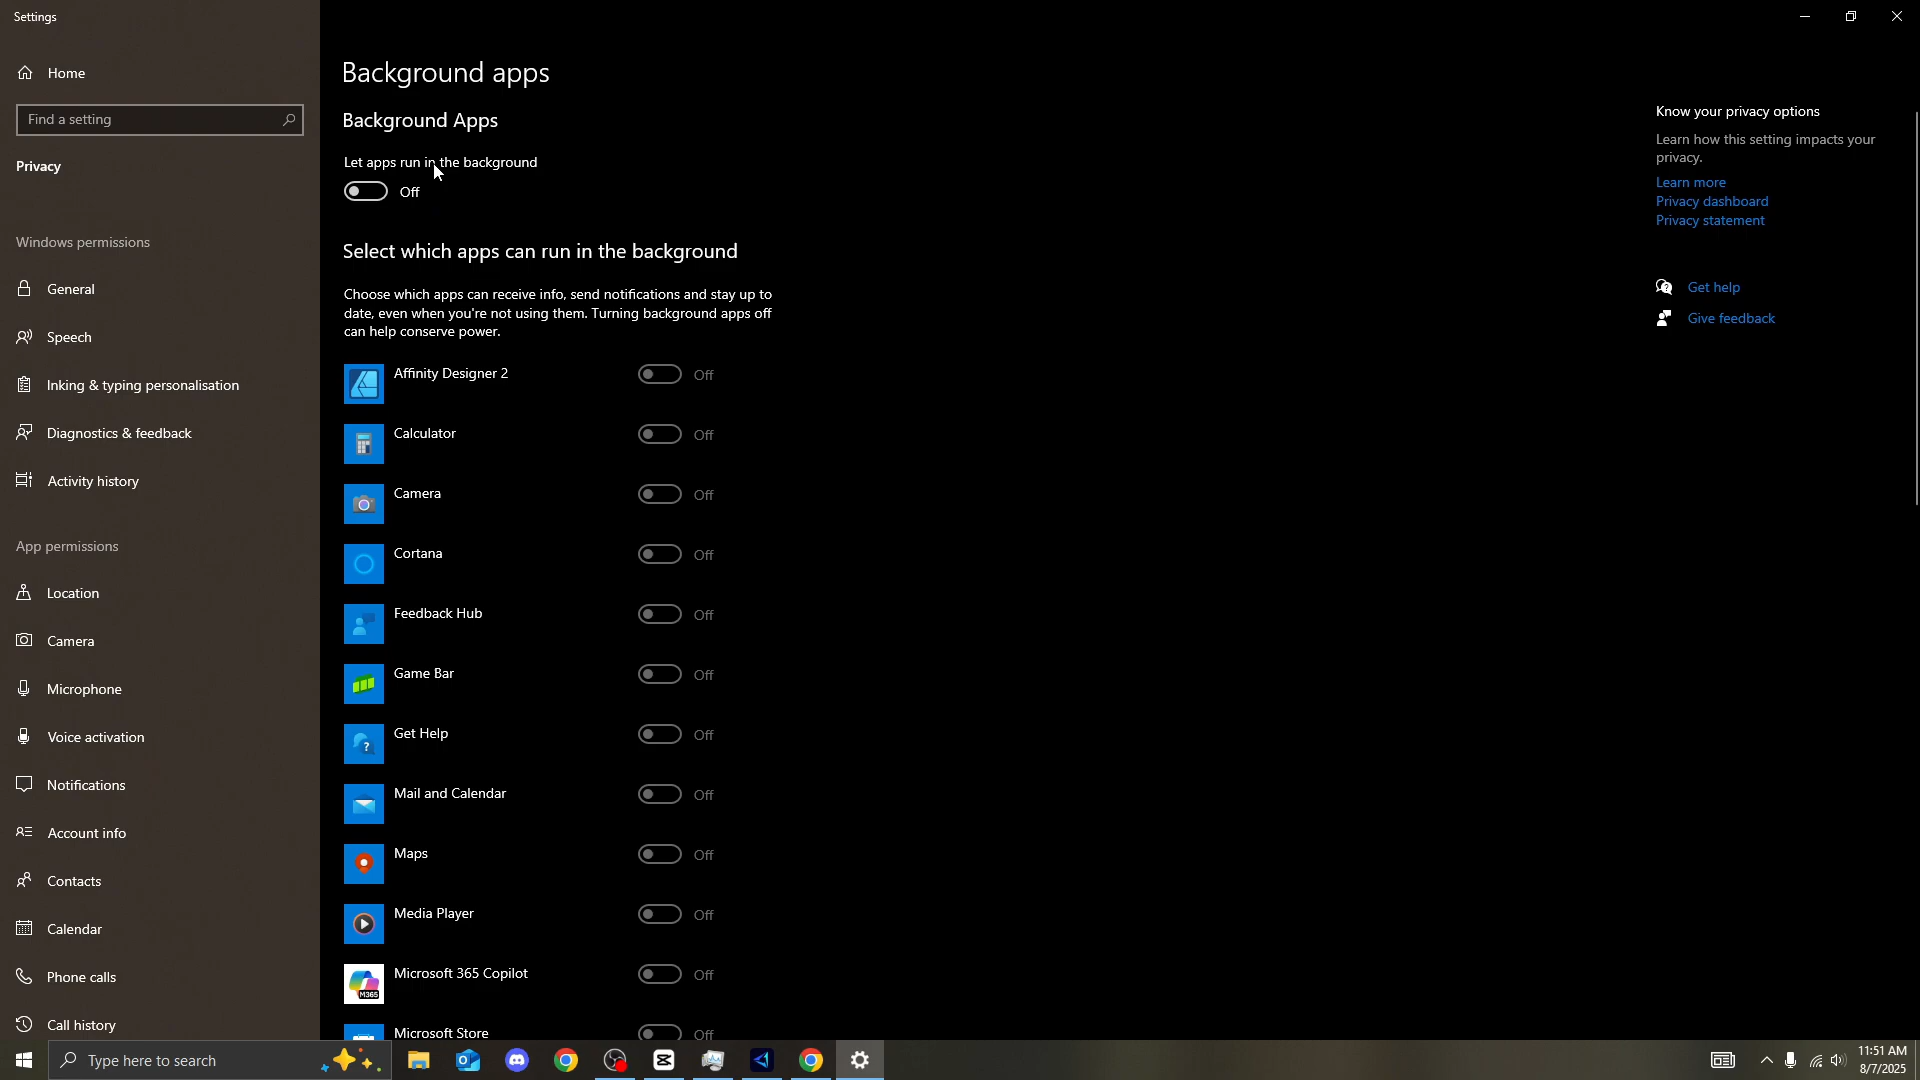 Settings
Home
Find a setting
Privacy
Windows permissions
General
Speech
Inking & typing personalisation
Diagnostics & feedback
Activity history
App permissions
Location
Camera
Microphone
Voice activation
Notifications
Account info
Contacts
Calendar
Phone calls
Call history
Background apps
Background Apps
Let apps run in the background
Off
Select which apps can run in the background
Choose which apps can receive info, send notifications and stay up to
date, even when you're not using them. Turning background apps off
can help conserve power.
Affinity Designer 2 Off
Calculator Off
Camera Off
Cortana Off
Feedback Hub Off
Game Bar Off
Get Help Off
Mail and Calendar Off
Maps Off
Media Player Off
M365
Microsoft 365 Copilot Off
Microsoft Store Off
Know your privacy options
Learn how this setting impacts your
privacy.
Learn more
Privacy dashboard
Privacy statement
Get help
Give feedback
Type here to search
11:51 AM
8/7/2025